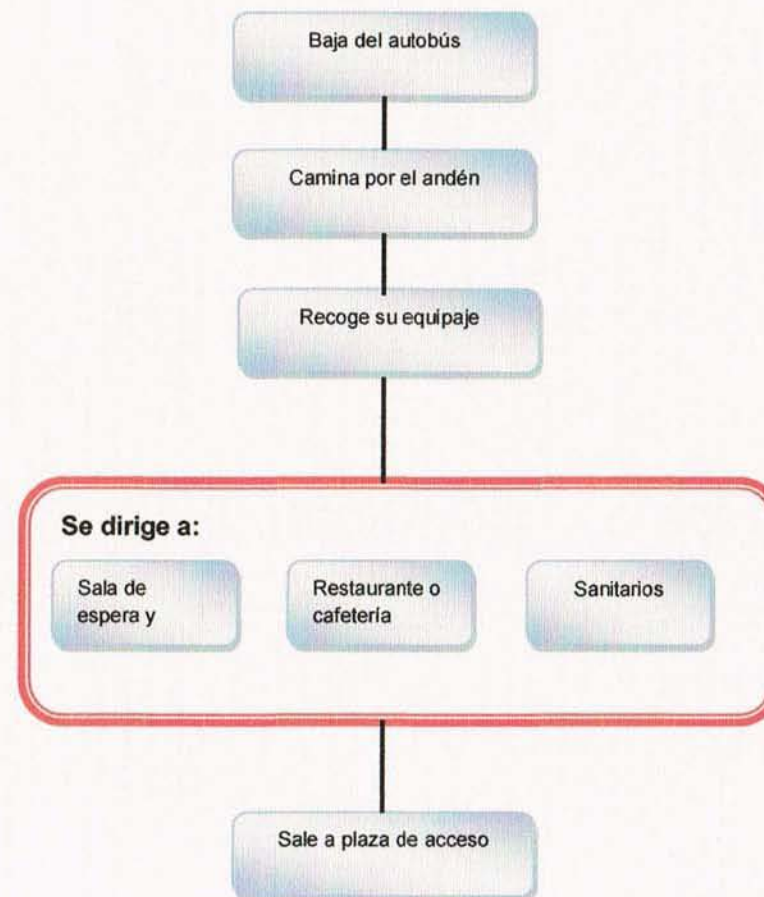 Baja del autobús
Camina por el andén
Recoge su equipaje
Se dirige a:
Sala de
espera y
Restaurante o
cafetería
Sanitarios
Sale a plaza de acceso